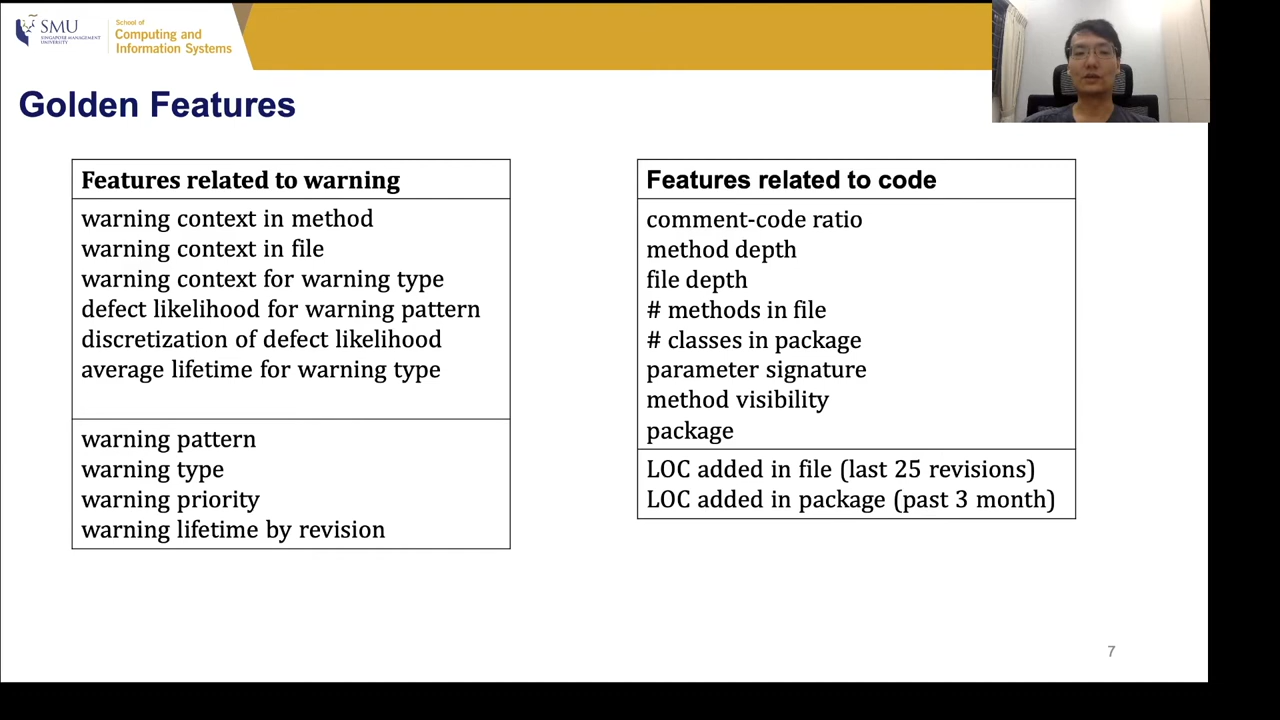 SMU
SINGAPORE MANAGEMENT
UNIVERSITY
School of
Computing and
Information Systems
Golden Features
Features related to warning
warning context in method
warning context in file
warning context for warning type
defect likelihood for warning pattern
discretization of defect likelihood
average lifetime for warning type
warning pattern
warning type
warning priority
warning lifetime by revision
Features related to code
comment-code ratio
method depth
file depth
# methods in file
# classes in package
parameter signature
method visibility
package
LOC added in file (last 25 revisions)
LOC added in package (past 3 month)
7